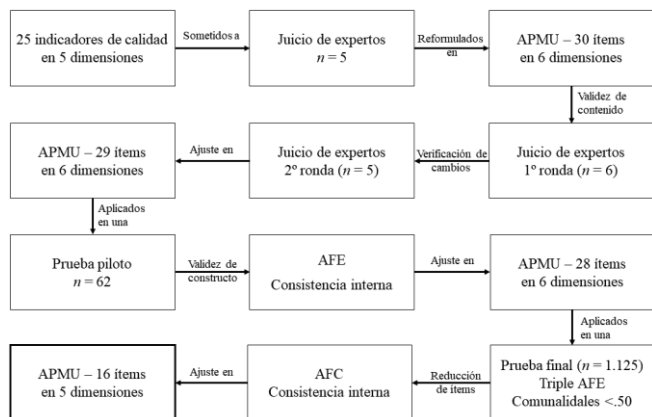 25 indicadores de calidad
en 5 dimensiones
Sometidos a
Juicio de expertos
n = 5
Reformulados
en
APMU – 30 ítems
en 6 dimensiones
Validez de
contenido
Juicio de expertos
1º ronda (n = 6)
Verificación de
cambios
Juicio de expertos
2º ronda (n = 5)
Ajuste en
APMU – 29 ítems
en 6 dimensiones
Aplicados
en una
Prueba piloto
n = 62
Validez de
constructo
AFE
Consistencia interna
Ajuste en
APMU – 28 ítems
en 6 dimensiones
Aplicados
en una
Prueba final (n = 1.125)
Triple AFE
Comunalidades <.50
Reducción
de ítems
AFC
Consistencia interna
Ajuste en
APMU – 16 ítems
en 5 dimensiones